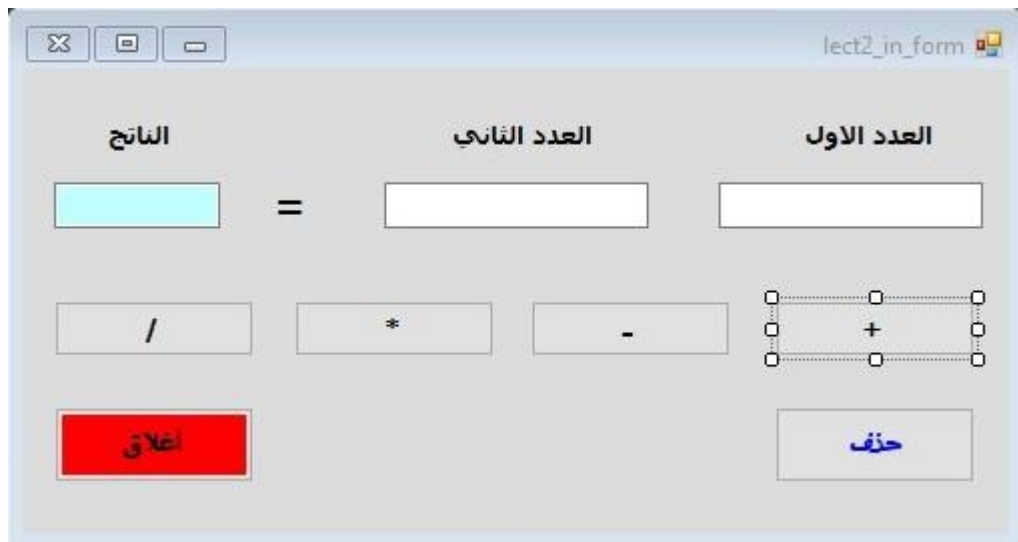 lect2_in_form
العدد الاول العدد الثاني الناتج
=
+ - * /
حذف اغلاق